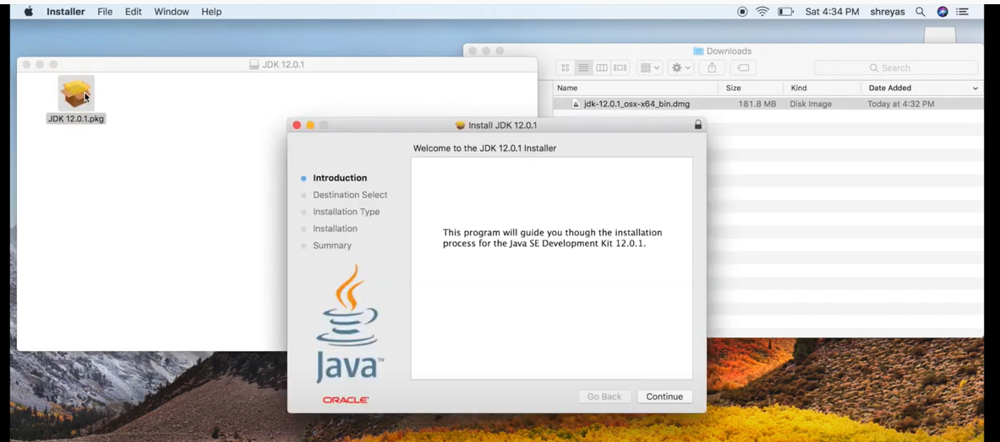 Installer File Edit Window Help Sat 4:34 PM shreyas
Downloads
JDK 12.0.1
Search
Name Size Kind Date Added
jdk-12.0.1_osx-x64_bin.dmg 181.8 MB Disk Image Today at 4:32 PM
JDK 12.0.1.pkg
Install JDK 12.0.1
Welcome to the JDK 12.0.1 Installer
Introduction
Destination Select
Installation Type
Installation
Summary
This program will guide you though the installation
process for the Java SE Development Kit 12.0.1.
Java™
ORACLE
Go Back Continue